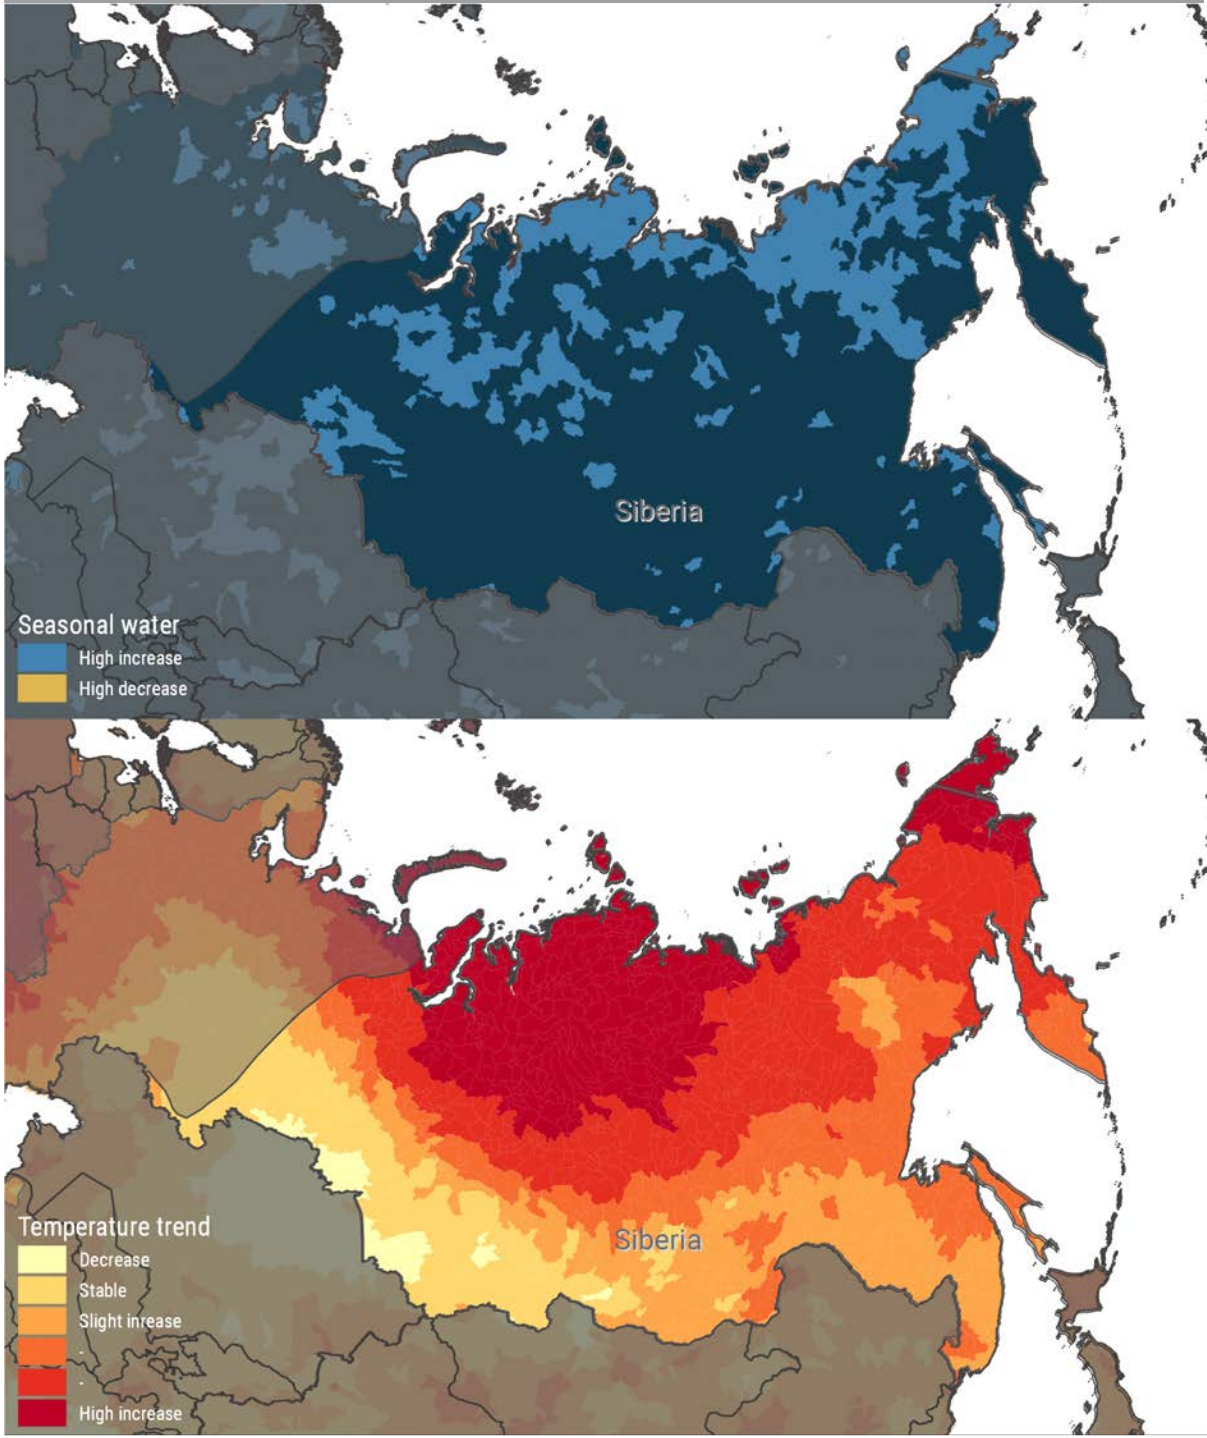 Siberia
Seasonal water
High increase
High decrease
Siberia
Temperature trend
Decrease
Stable
Slight inrease
-
-
High increase